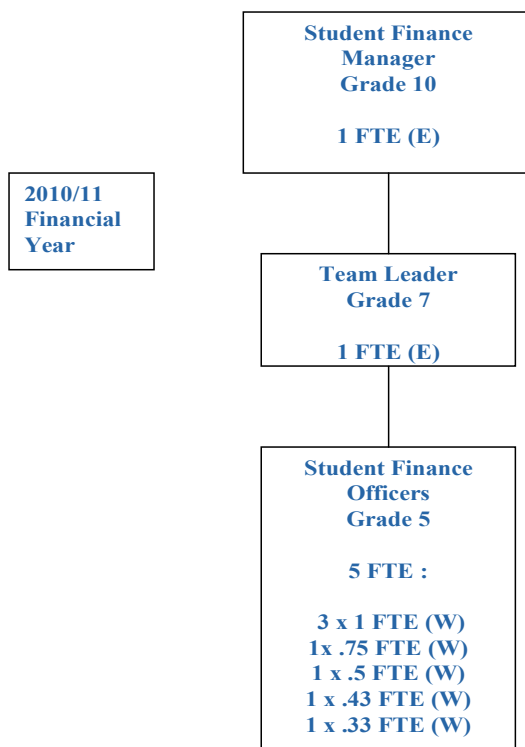 Student Finance
Manager
Grade 10
1 FTE (E)
2010/11
Financial
Year
Team Leader
Grade 7
1 FTE (E)
Student Finance
Officers
Grade 5
5 FTE :
3 x 1 FTE (W)
1x .75 FTE (W)
1 x .5 FTE (W)
1 x .43 FTE (W)
1 x .33 FTE (W)